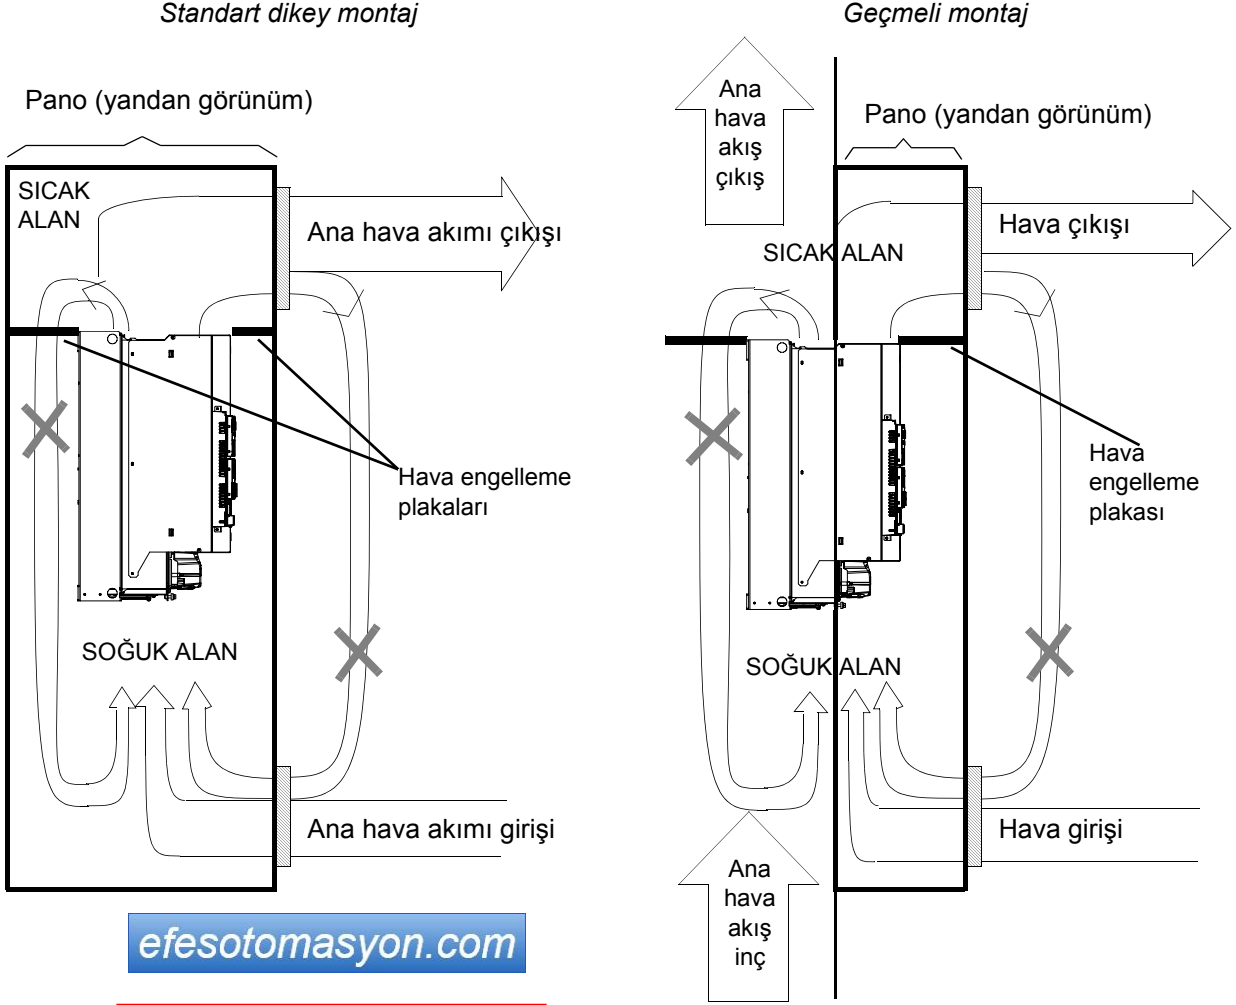 Standart dikey montaj
Pano (yandan görünüm)
SICAK
ALAN
Ana hava akımı çıkışı
Hava engelleme
plakaları
SOĞUK ALAN
Ana hava akımı girişi
efesotomasyon.com
Geçmeli montaj
Ana
hava
akış
çıkış
Pano (yandan görünüm)
Hava çıkışı
SICAK ALAN
Hava
engelleme
plakası
SOĞUK ALAN
Hava girişi
Ana
hava
akış
inç